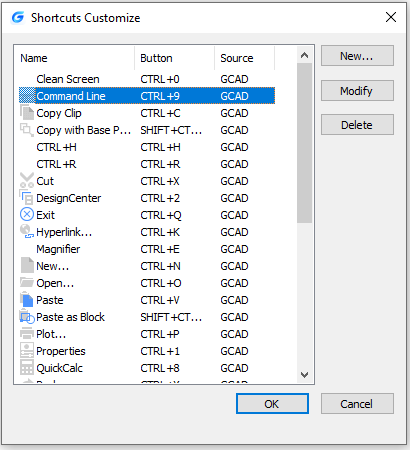 Shortcuts Customize
Name Button Source
New...
Clean Screen CTRL+0 GCAD
Command Line CTRL+9 GCAD
Modify
Copy Clip CTRL+C GCAD
Copy with Base P... SHIFT+CT... GCAD
Delete
CTRL+H CTRL+H GCAD
CTRL+R CTRL+R GCAD
Cut CTRL+X GCAD
DesignCenter CTRL+2 GCAD
Exit CTRL+Q GCAD
Hyperlink... CTRL+K GCAD
Magnifier CTRL+E GCAD
New... CTRL+N GCAD
Open... CTRL+O GCAD
Paste CTRL+V GCAD
Paste as Block SHIFT+CT... GCAD
Plot... CTRL+P GCAD
Properties CTRL+1 GCAD
QuickCalc CTRL+8 GCAD
OK Cancel